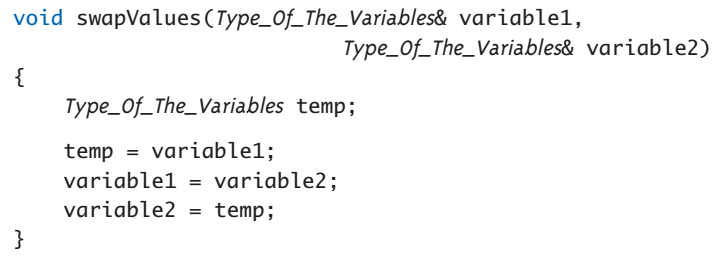 void swapValues(Type_Of_The_Variables& variable1,
Type_Of_The_Variables& variable2)
{
Type_Of_The_Variables temp;
temp = variable1;
variable1 = variable2;
variable2 = temp;
}